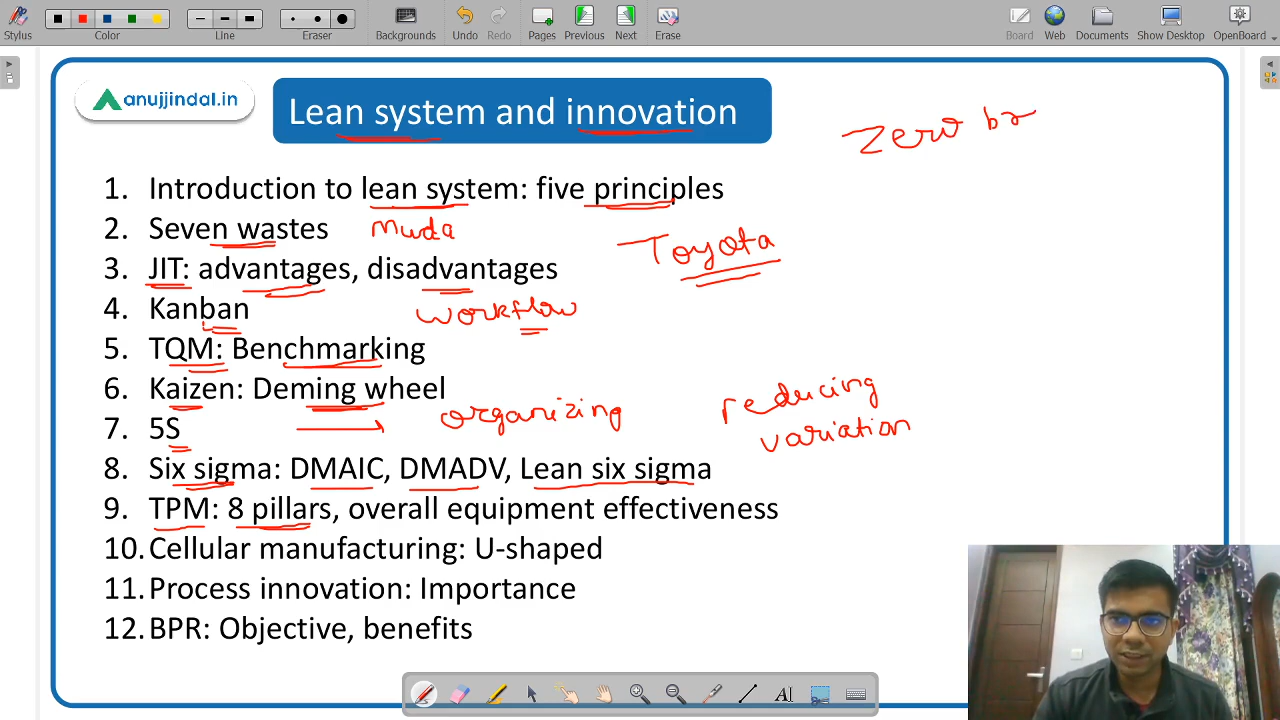 Stylus
Color
Line
Eraser
Backgrounds
Undo
Redo
Pages
Previous
Next
Erase
Board
Web
Documents
Show Desktop
OpenBoard
anujjindal.in
Lean system and innovation
Zero br
1. Introduction to lean system: five principles
2. Seven wastes muda
Toyota
3. JIT: advantages, disadvantages
4. Kanban workflow
5. TQM: Benchmarking
6. Kaizen: Deming wheel
7. 5S organizing
reducing
variation
8. Six sigma: DMAIC, DMADV, Lean six sigma
9. TPM: 8 pillars, overall equipment effectiveness
10. Cellular manufacturing: U-shaped
11. Process innovation: Importance
12. BPR: Objective, benefits
AI